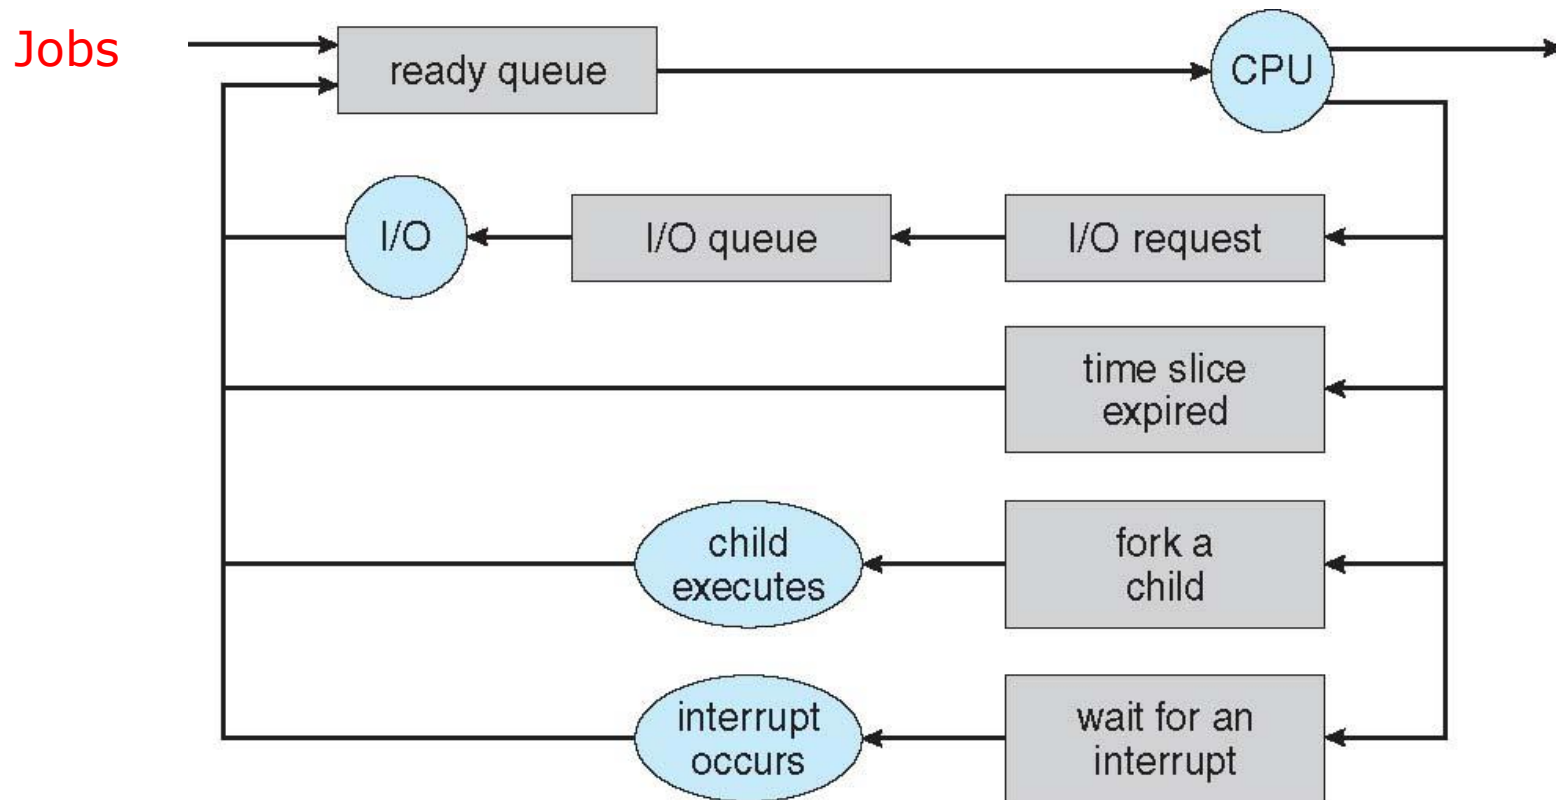 Jobs
ready queue
CPU
I/O
I/O queue
I/O request
time slice
expired
child
executes
fork a
child
interrupt
occurs
wait for an
interrupt